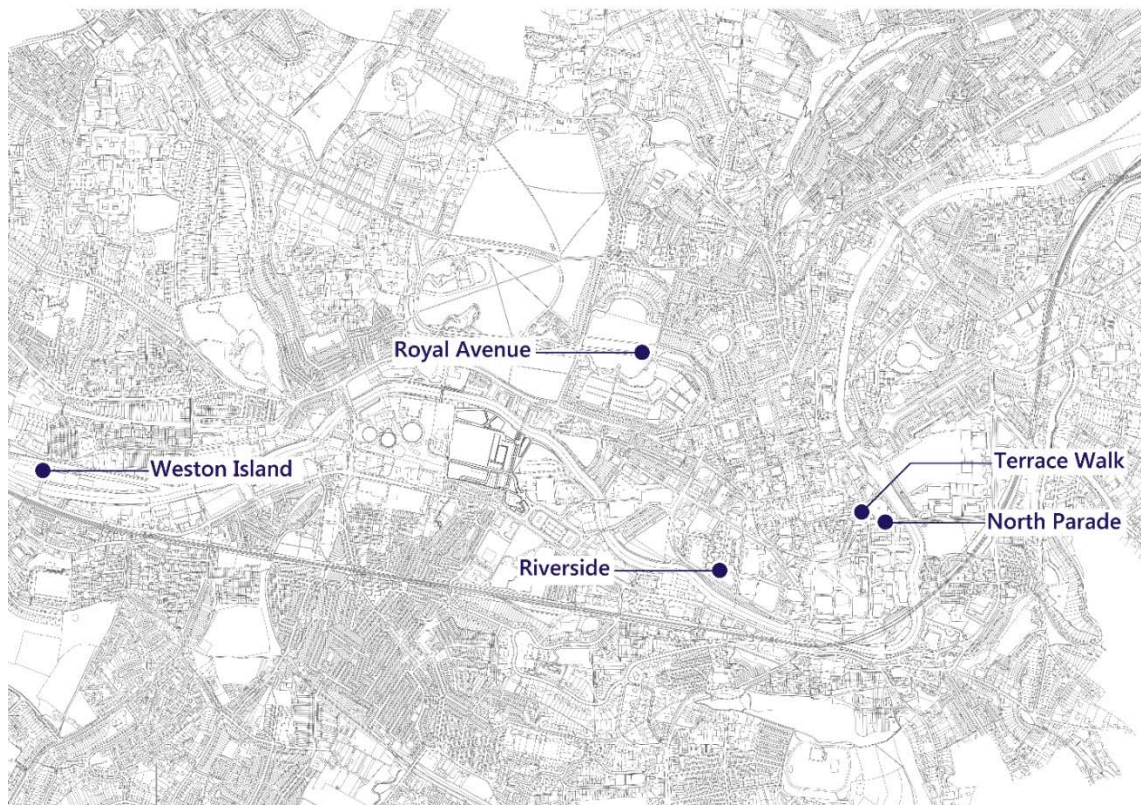 Royal Avenue
Weston Island
Terrace Walk
North Parade
Riverside